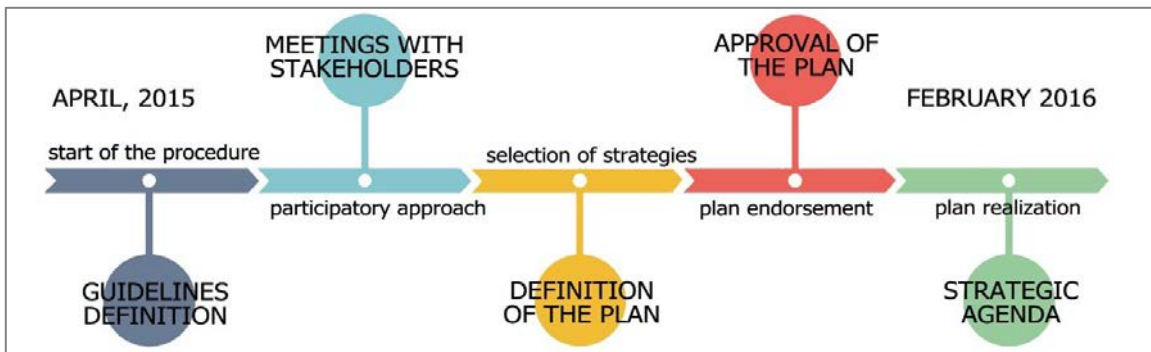 MEETINGS WITH
STAKEHOLDERS
APPROVAL OF
THE PLAN
APRIL, 2015
FEBRUARY 2016
start of the procedure
selection of strategies
participatory approach
plan endorsement
plan realization
GUIDELINES
DEFINITION
DEFINITION
OF THE PLAN
STRATEGIC
AGENDA